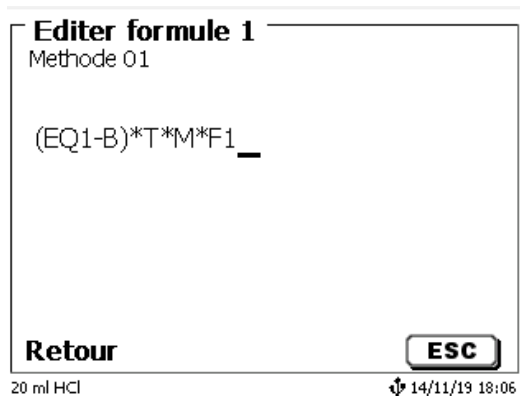 Editer formule 1
Methode 01
(EQ1-B)*T*M*F1_
Retour ESC
20 ml HCl 14/11/19 18:06